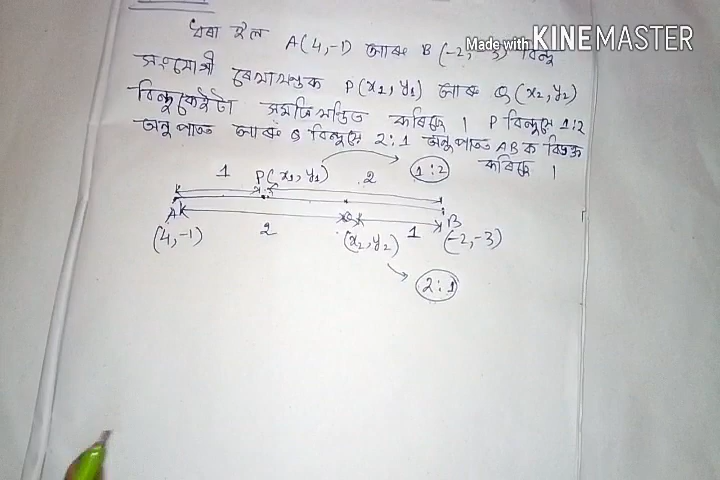 ধৰা হ'ল A(4,-1) আৰু B(-2,-3) বিন্দু
Made with KINEMASTER
সংযোগী ৰেখাখণ্ডক P(x₁,y₁) আৰু Q(x₂,y₂)
বিন্দুকেইটা সমত্ৰিখণ্ডিত কৰিছে । P বিন্দুৱে 1:2
অনুপাতত আৰু Q বিন্দুৱে 2:1 অনুপাতত AB ক বিভক্ত
কৰিছে ।
1 P(x₁,y₁) 2 1:2
A B
(4,-1) 2 (x₂,y₂) 1 (-2,-3)
2:1